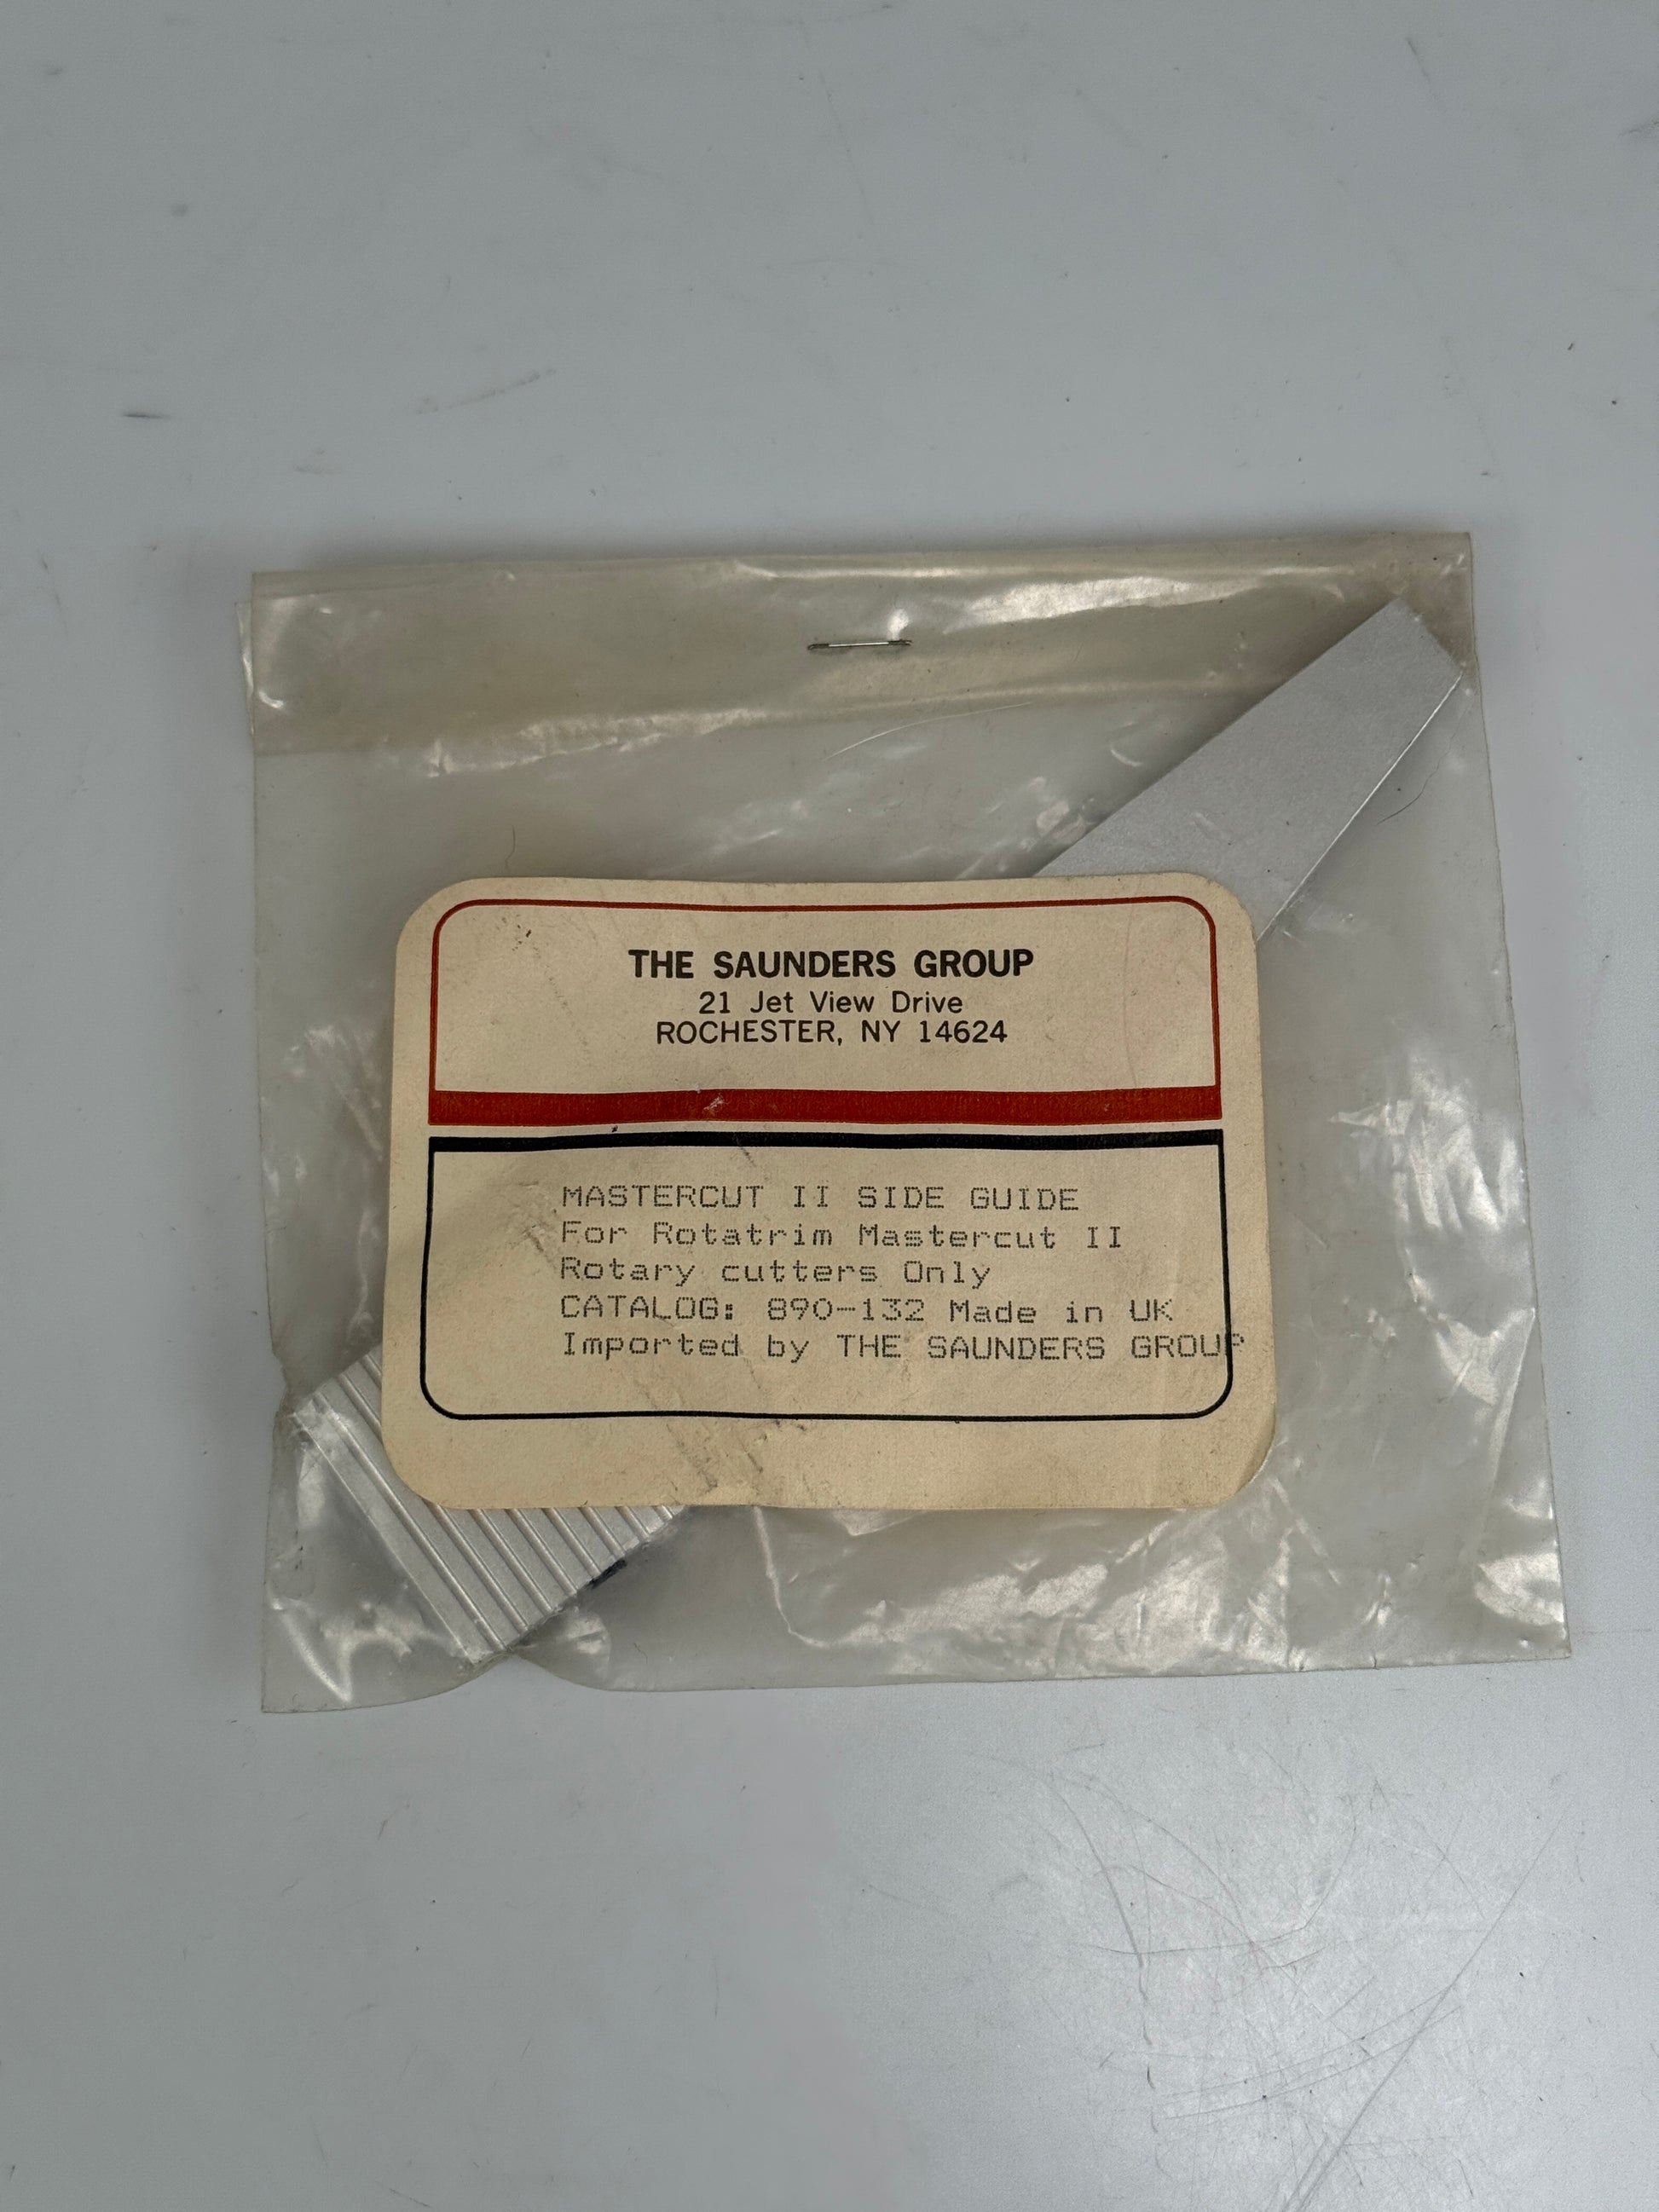 THE SAUNDERS GROUP
21 Jet View Drive
ROCHESTER, NY 14624
MASTERCUT II SIDE GUIDE
For Rotatrim Mastercut II
Rotary cutters Only
CATALOG: 890-132 Made in UK
Imported by THE SAUNDERS GROUP